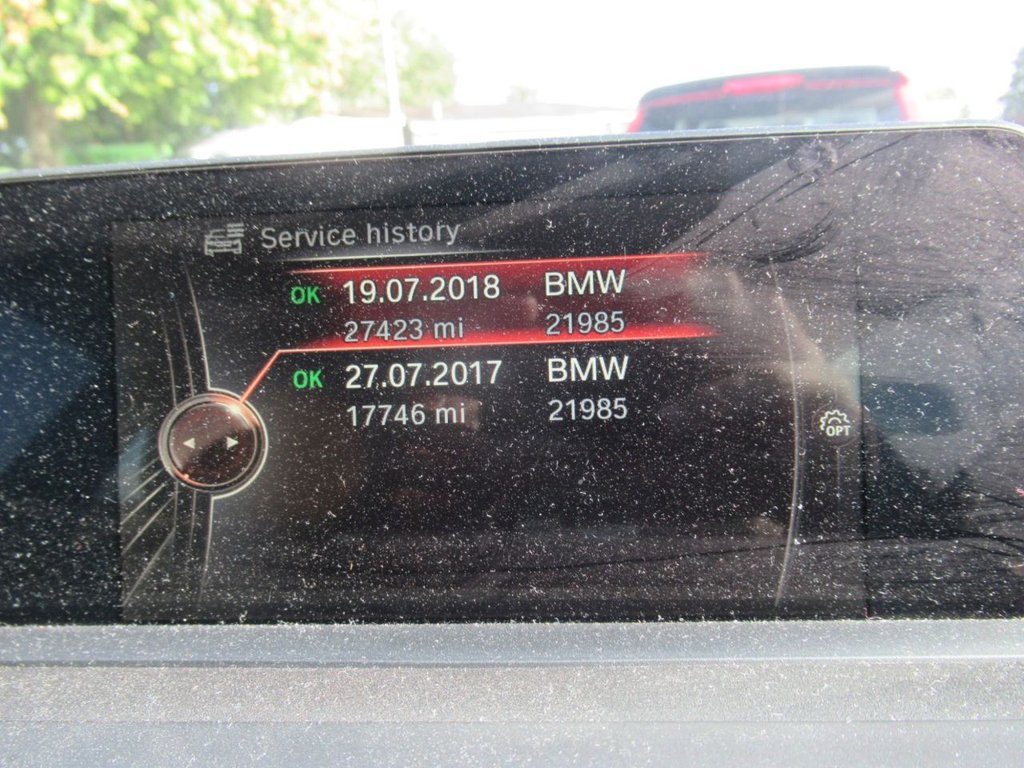 Service history
OK 19.07.2018 BMW
27423 mi 21985
OK 27.07.2017 BMW
17746 mi 21985
OPT